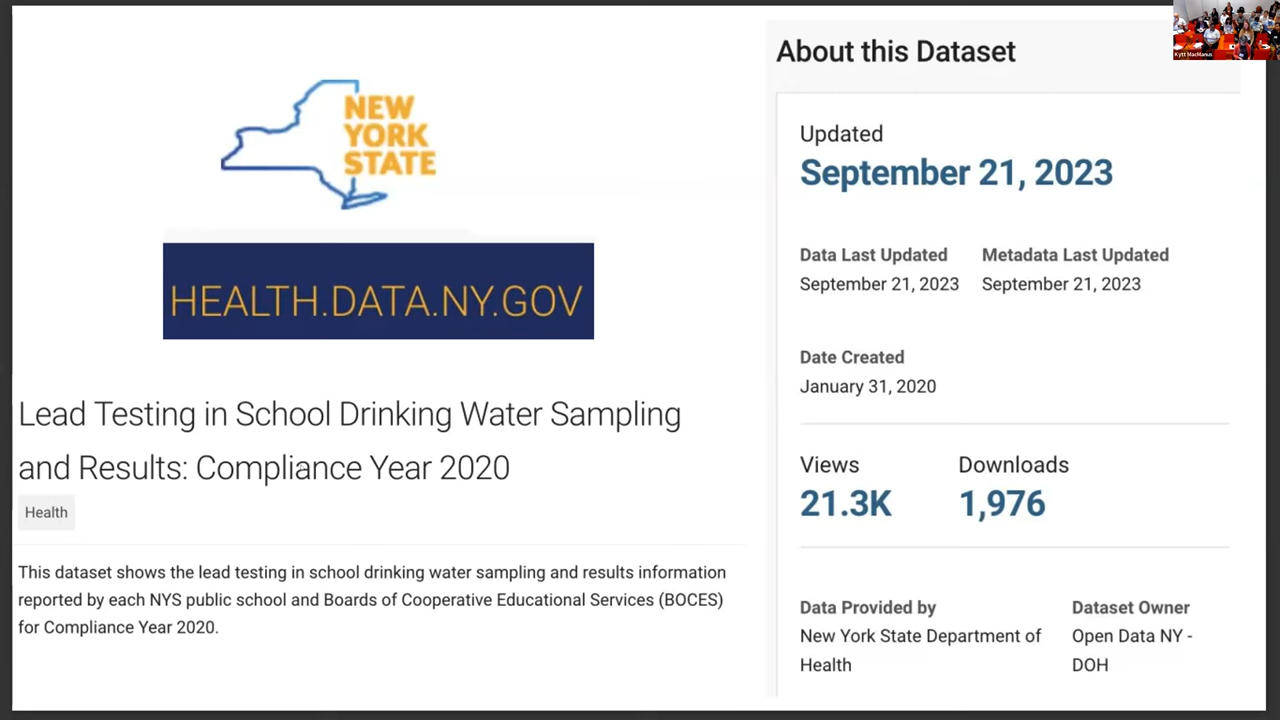 NEW
YORK
STATE
HEALTH.DATA.NY.GOV
Lead Testing in School Drinking Water Sampling
and Results: Compliance Year 2020
Health
This dataset shows the lead testing in school drinking water sampling and results information
reported by each NYS public school and Boards of Cooperative Educational Services (BOCES)
for Compliance Year 2020.
About this Dataset
Updated
September 21, 2023
Data Last Updated Metadata Last Updated
September 21, 2023 September 21, 2023
Date Created
January 31, 2020
Views Downloads
21.3K 1,976
Data Provided by Dataset Owner
New York State Department of Open Data NY -
Health DOH
Kytt MacManus